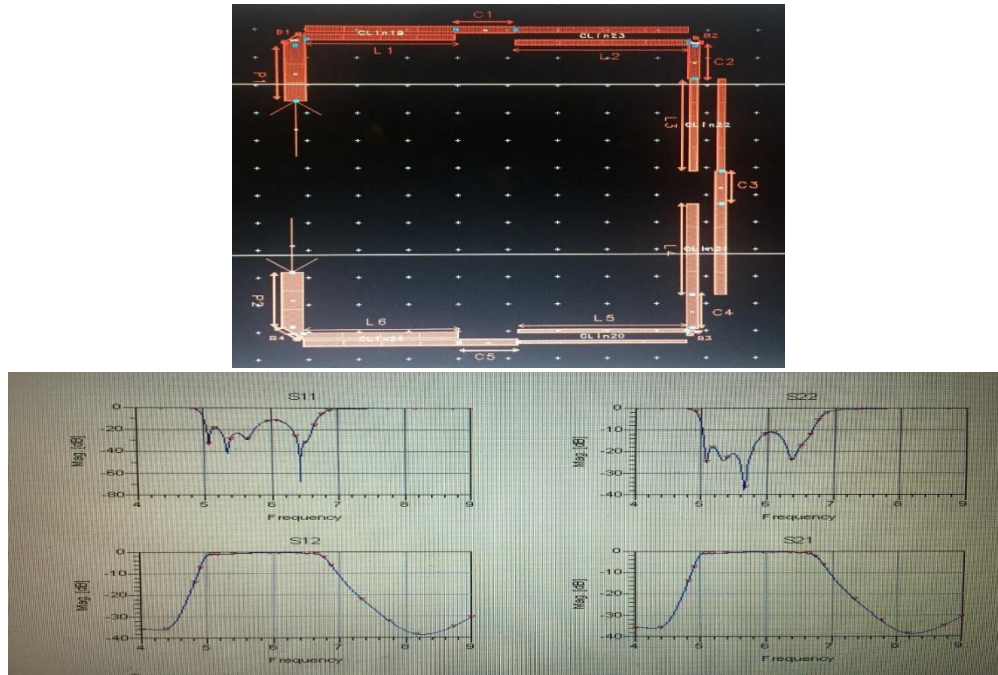 C1
B1
CLin19
CLin23
B2
L1
L2
C2
P1
L3
CLin22
C3
L4
P2
C4
L6
L5
B4
CLin20
B3
C5
S11
S22
Mag. [dB]
0
-20
-40
-60
-80
4 5 6 7 8 9
Frequency
Mag. [dB]
0
-10
-20
-30
-40
4 5 6 7 8 9
Frequency
S12
S21
Mag. [dB]
0
-10
-20
-30
-40
4 5 6 7 8 9
Frequency
Mag. [dB]
0
-10
-20
-30
-40
4 5 6 7 8 9
Frequency